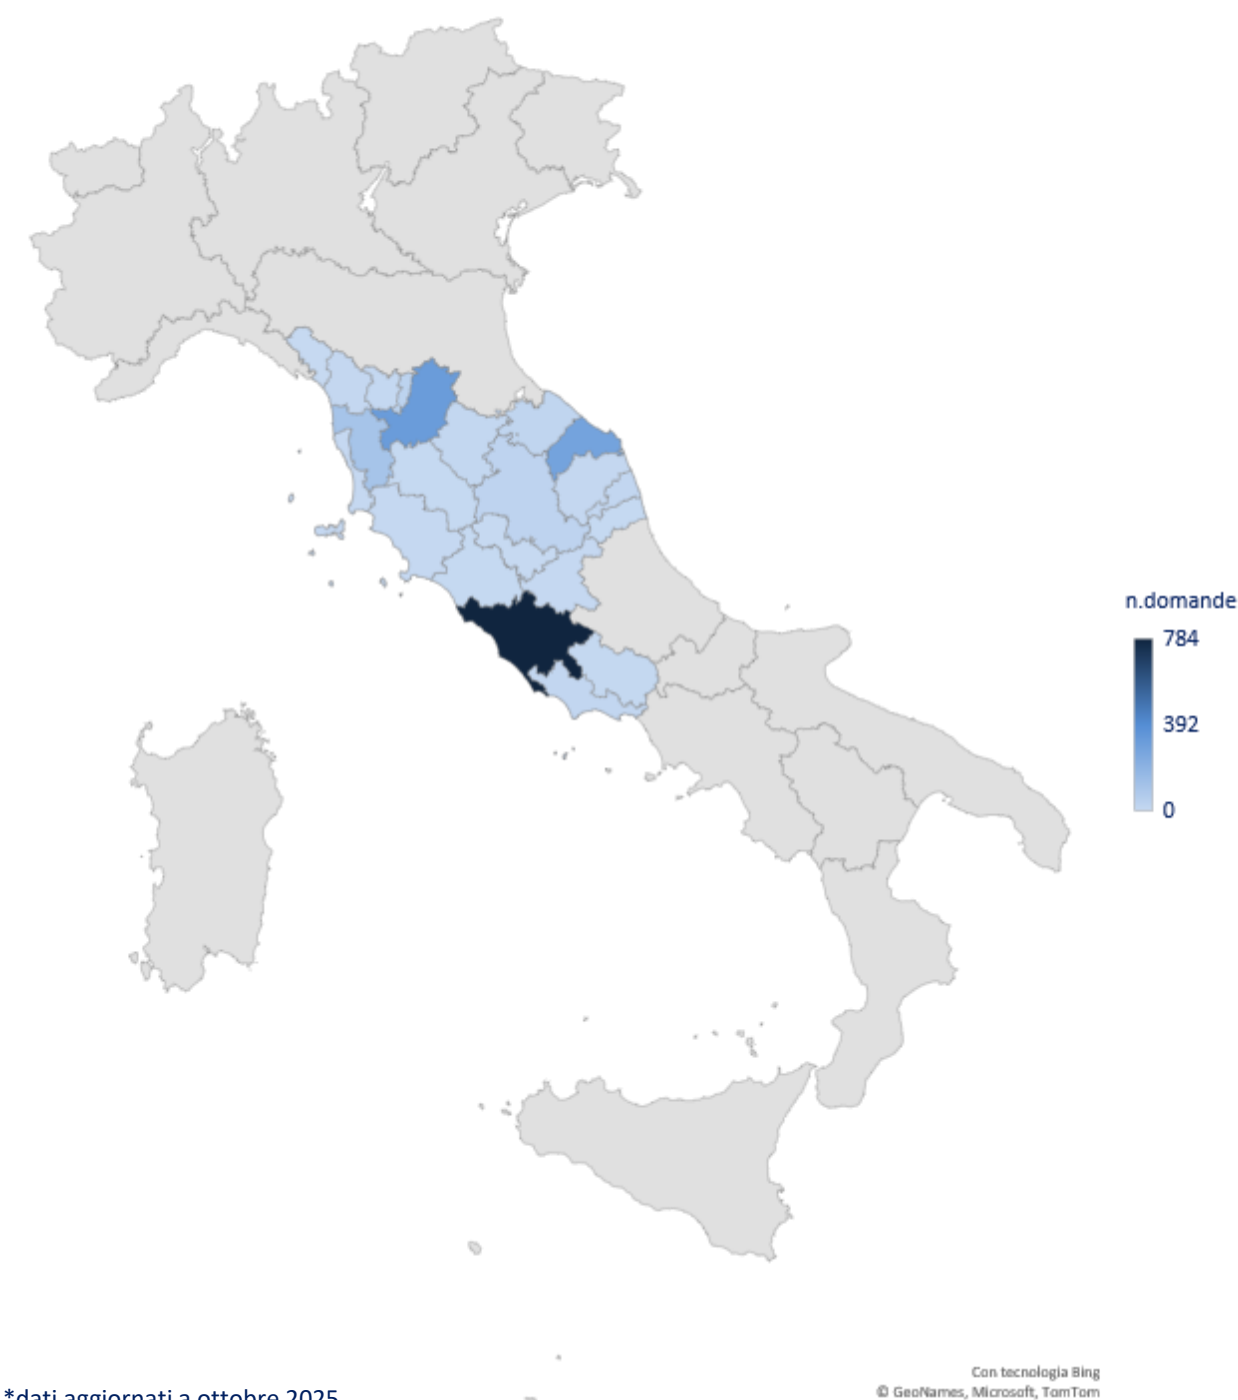 n.domande
784
392
0
Con tecnologia Bing
© GeoNames, Microsoft, TomTom
*dati aggiornati a ottobre 2025